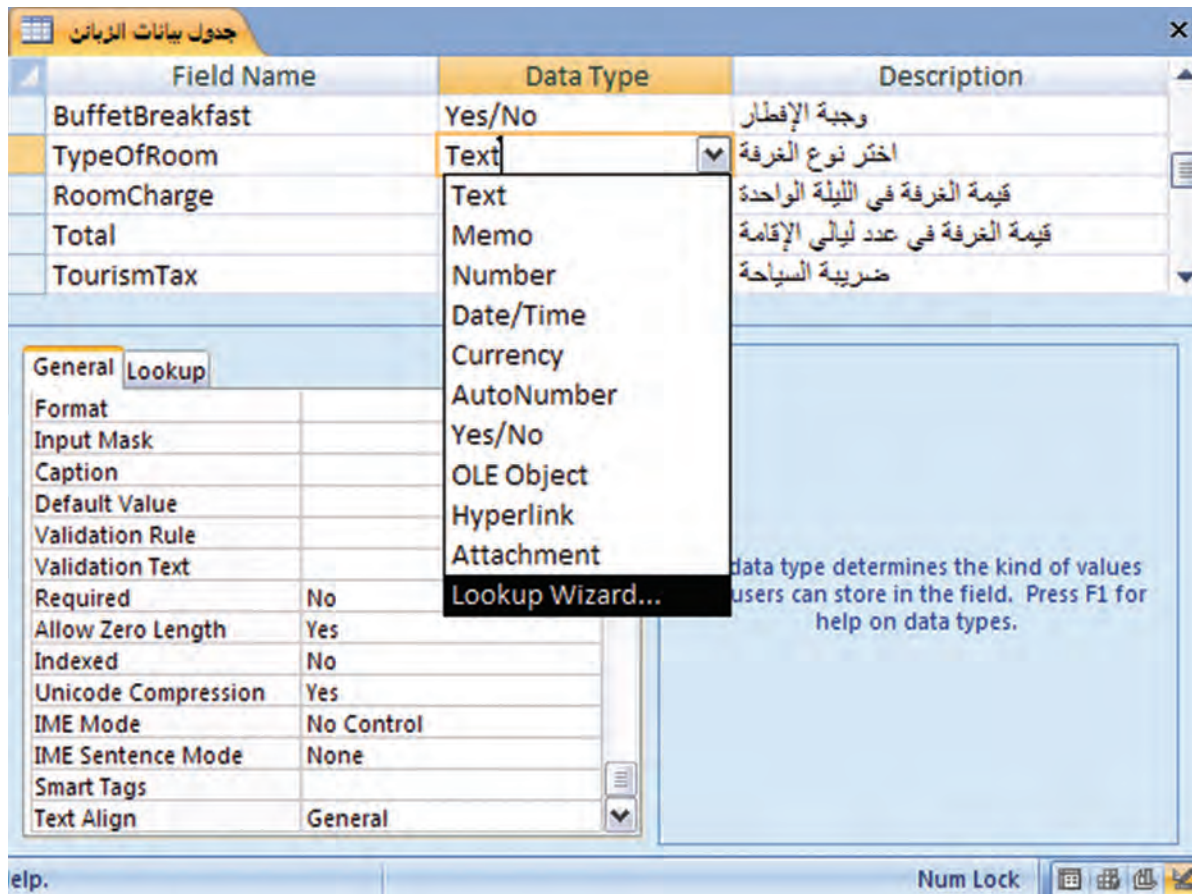 جدول بيانات الزبائن
Field Name Data Type Description
BuffetBreakfast Yes/No وجبة الإفطار
TypeOfRoom Text اختر نوع الغرفة
RoomCharge قيمة الغرفة في الليلة الواحدة
Total قيمة الغرفة في عدد ليالي الإقامة
TourismTax ضريبة السياحة
Text
Memo
Number
Date/Time
Currency
AutoNumber
Yes/No
OLE Object
Hyperlink
Attachment
Lookup Wizard...
General Lookup
Format
Input Mask
Caption
Default Value
Validation Rule
Validation Text
Required No
Allow Zero Length Yes
Indexed No
Unicode Compression Yes
IME Mode No Control
IME Sentence Mode None
Smart Tags
Text Align General
data type determines the kind of values
users can store in the field. Press F1 for
help on data types.
elp. Num Lock